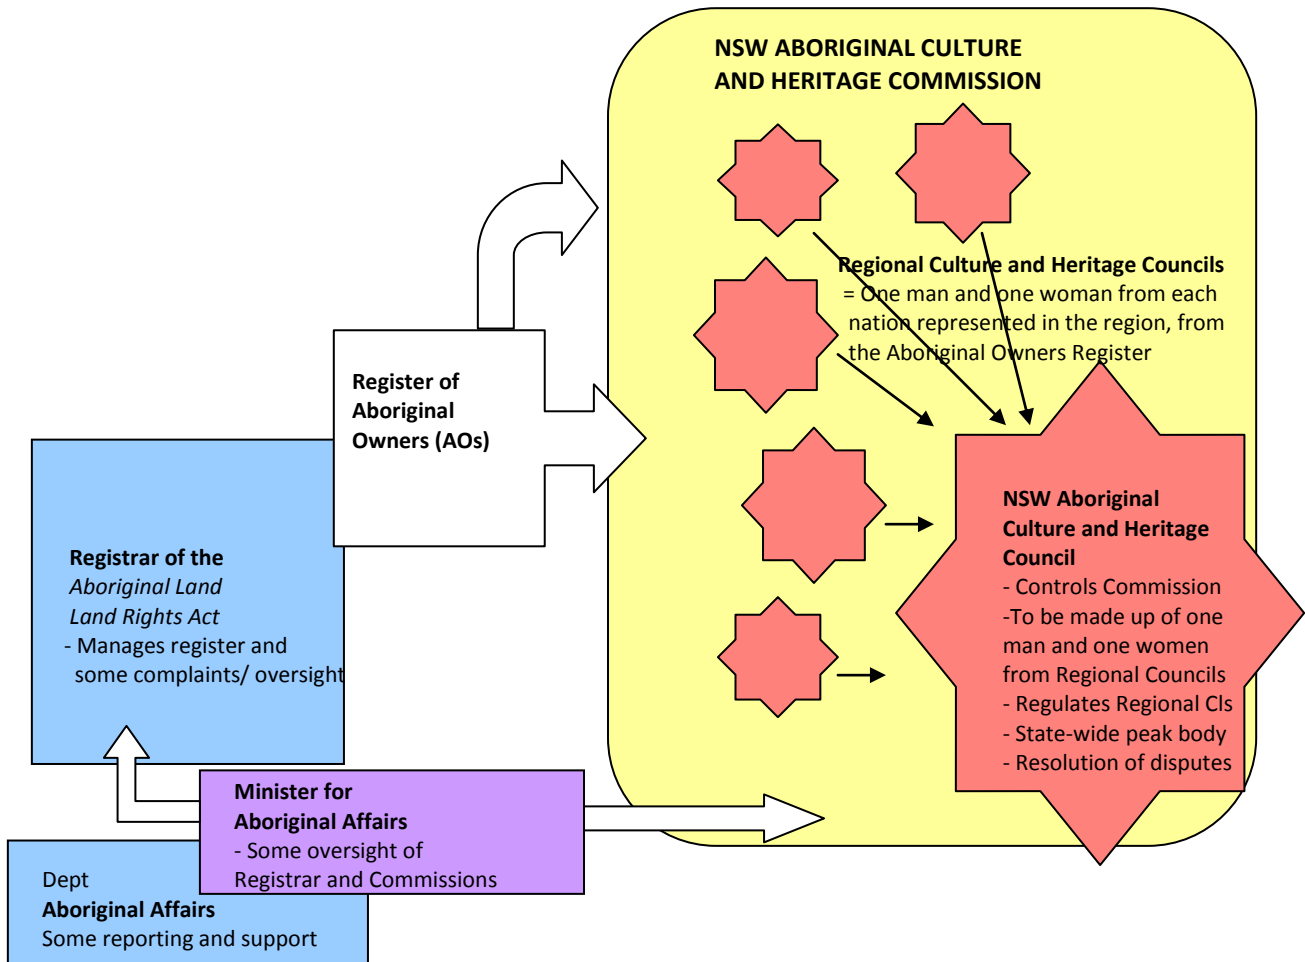 NSW ABORIGINAL CULTURE
AND HERITAGE COMMISSION
Regional Culture and Heritage Councils
= One man and one woman from each
nation represented in the region, from
the Aboriginal Owners Register
Register of
Aboriginal
Owners (AOs)
Registrar of the
Aboriginal Land
Land Rights Act
- Manages register and
some complaints/ oversight
NSW Aboriginal
Culture and Heritage
Council
- Controls Commission
-To be made up of one
man and one women
from Regional Councils
- Regulates Regional Cls
- State-wide peak body
- Resolution of disputes
Minister for
Aboriginal Affairs
- Some oversight of
Registrar and Commissions
Dept
Aboriginal Affairs
Some reporting and support